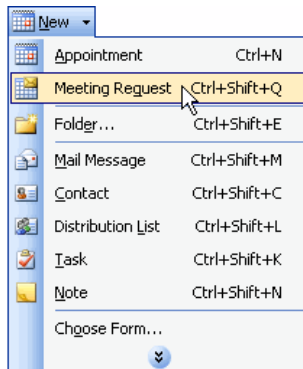 New
Appointment Ctrl+N
Meeting Request Ctrl+Shift+Q
Folder... Ctrl+Shift+E
Mail Message Ctrl+Shift+M
Contact Ctrl+Shift+C
Distribution List Ctrl+Shift+L
Task Ctrl+Shift+K
Note Ctrl+Shift+N
Choose Form...